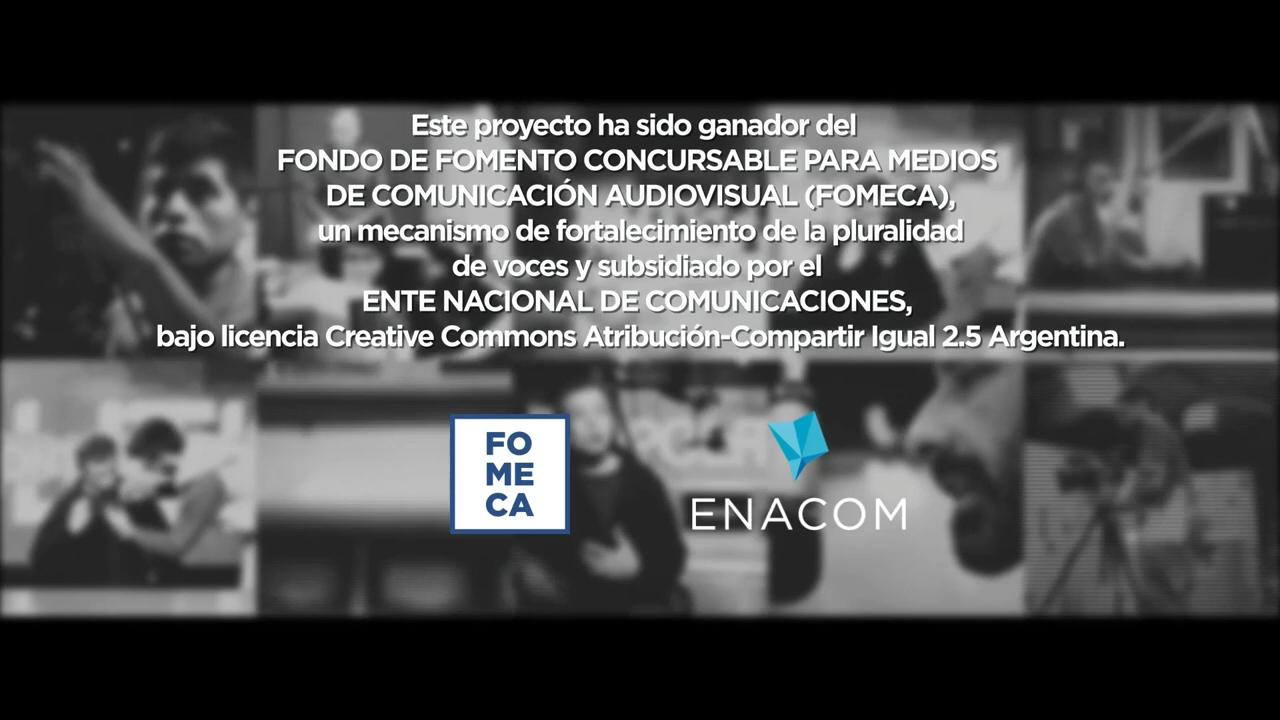 Este proyecto ha sido ganador del
FONDO DE FOMENTO CONCURSABLE PARA MEDIOS
DE COMUNICACIÓN AUDIOVISUAL (FOMECA),
un mecanismo de fortalecimiento de la pluralidad
de voces y subsidiado por el
ENTE NACIONAL DE COMUNICACIONES,
bajo licencia Creative Commons Atribución-Compartir Igual 2.5 Argentina.
FO
ME
CA
ENACOM